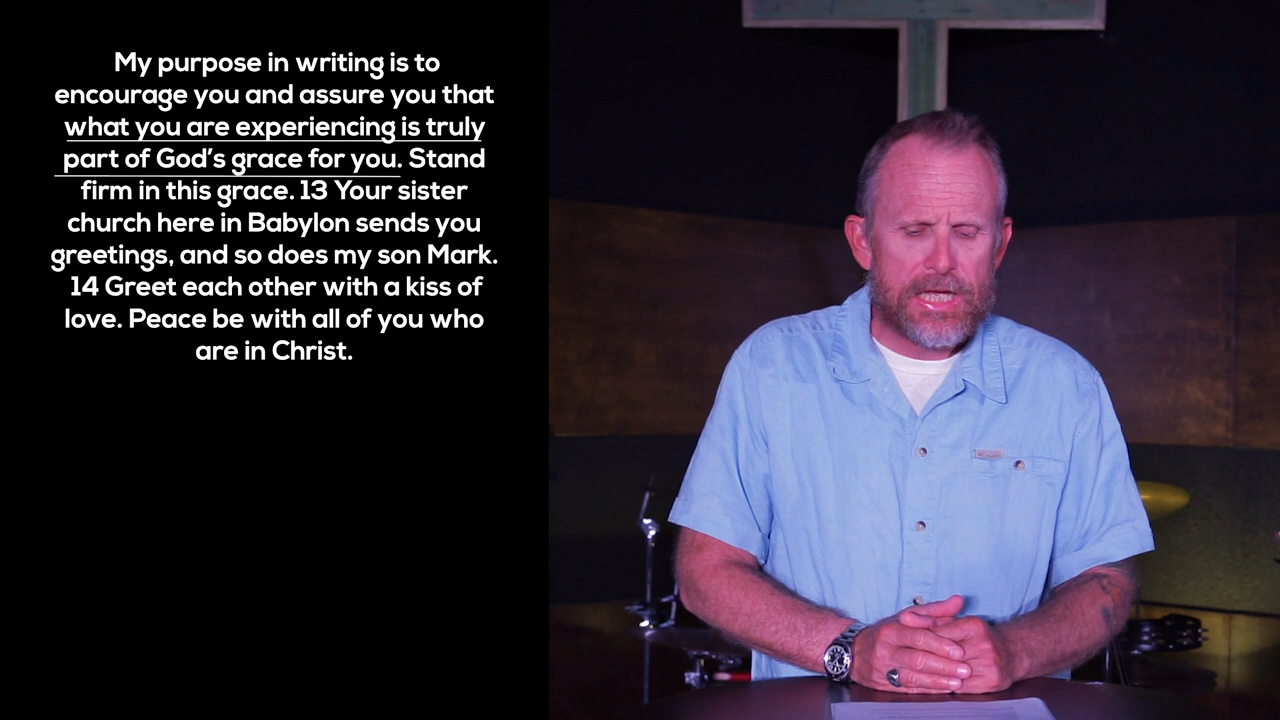 My purpose in writing is to
encourage you and assure you that
what you are experiencing is truly
part of God's grace for you. Stand
firm in this grace. 13 Your sister
church here in Babylon sends you
greetings, and so does my son Mark.
14 Greet each other with a kiss of
love. Peace be with all of you who
are in Christ.